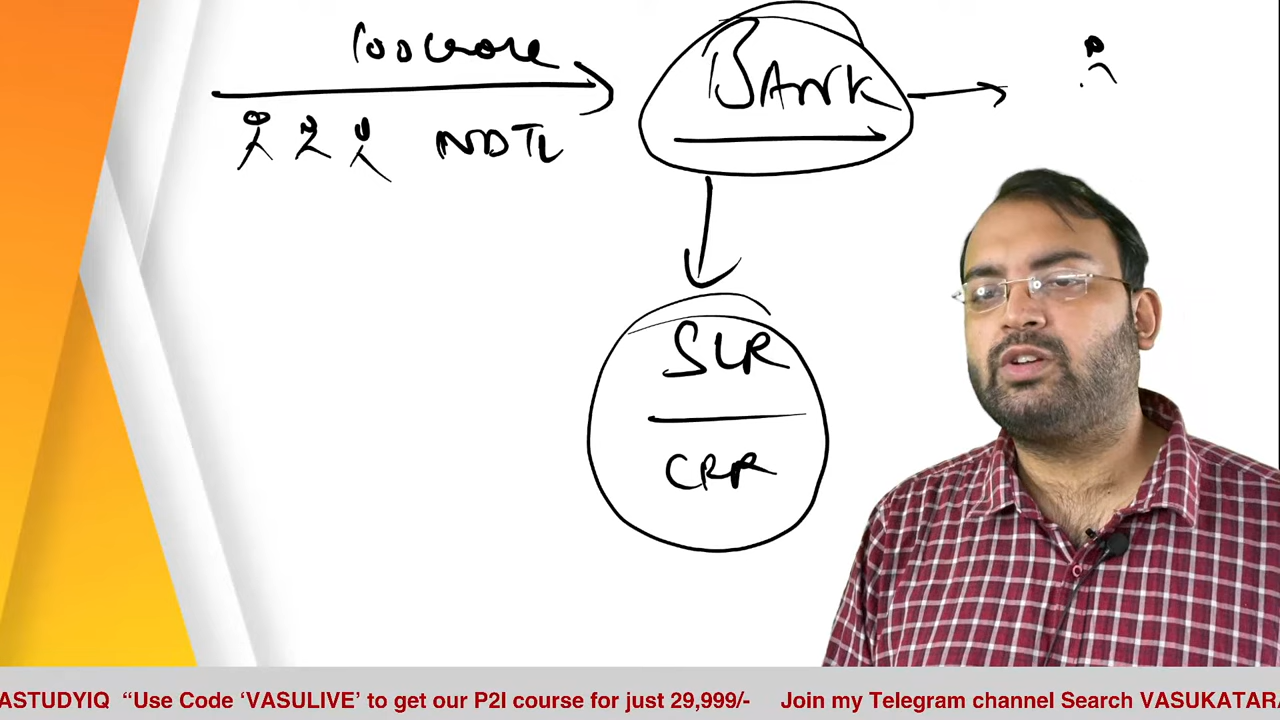 100 crore
BANK
NDTL
SLR
CRR
ASTUDYIQ “Use Code ‘VASULIVE’ to get our P2I course for just 29,999/- Join my Telegram channel Search VASUKATARA